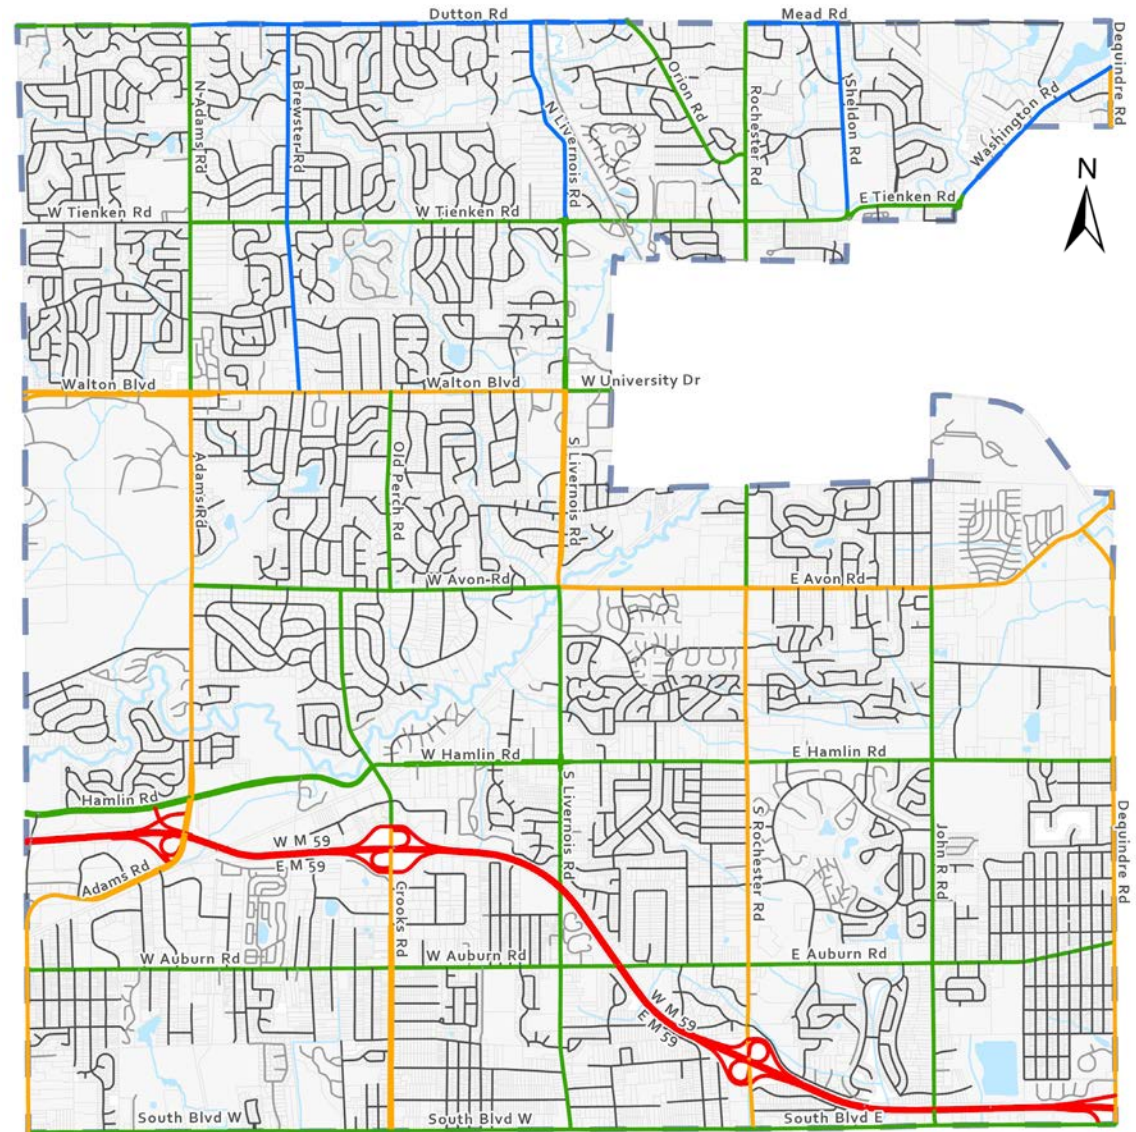 Dutton Rd
Mead Rd
Dequindre Rd
N Adams Rd
Brewster Rd
N Livernois Rd
Orion Rd
Rochester Rd
Sheldon Rd
Washington Rd
N
W Tienken Rd
W Tienken Rd
E Tienken Rd
Walton Blvd
Walton Blvd
W University Dr
Adams Rd
Old Perch Rd
S Livernois Rd
W Avon Rd
E Avon Rd
W Hamlin Rd
E Hamlin Rd
Hamlin Rd
S Livernois Rd
S Rochester Rd
John R Rd
Dequindre Rd
W M 59
E M 59
Adams Rd
Crooks Rd
W Auburn Rd
W Auburn Rd
E Auburn Rd
W M 59
E M 59
South Blvd W
South Blvd W
South Blvd E